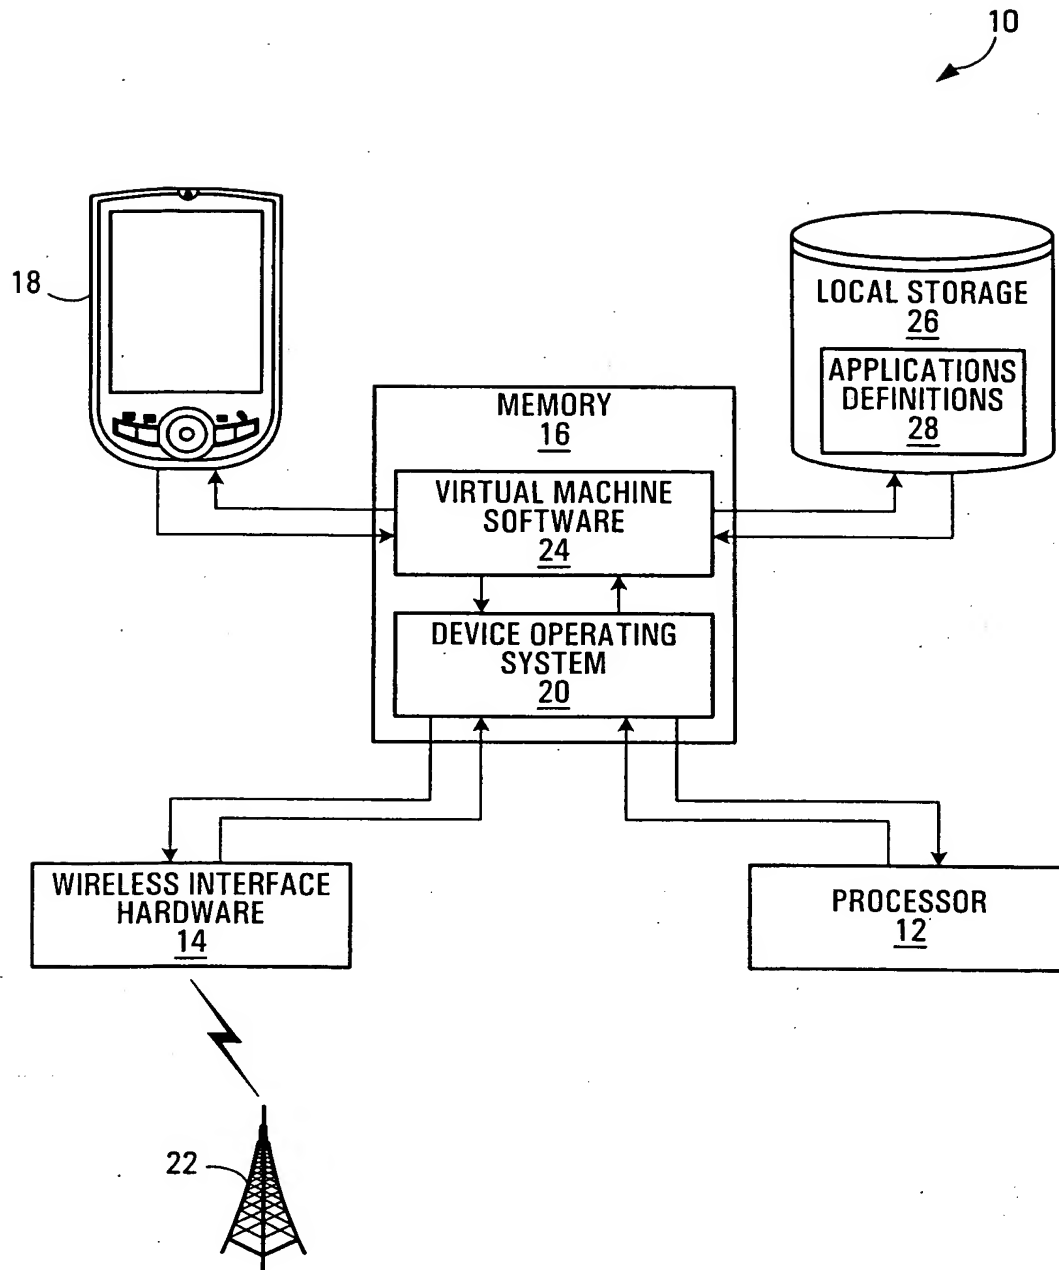 10
18
LOCAL STORAGE
26
APPLICATIONS
DEFINITIONS
28
MEMORY
16
VIRTUAL MACHINE
SOFTWARE
24
DEVICE OPERATING
SYSTEM
20
WIRELESS INTERFACE
HARDWARE
14
PROCESSOR
12
22